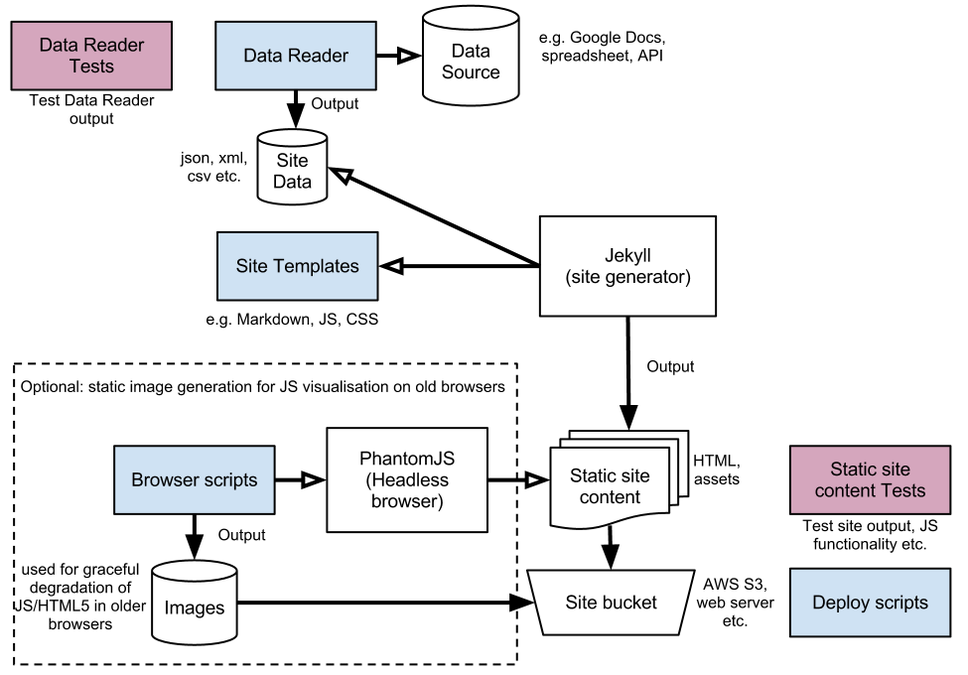 Data Reader
Tests
Test Data Reader
output
Data Reader
Output
Data
Source
e.g. Google Docs,
spreadsheet, API
json, xml,
csv etc.
Site
Data
Site Templates
e.g. Markdown, JS, CSS
Jekyll
(site generator)
Output
Optional: static image generation for JS visualisation on old browsers
Browser scripts
PhantomJS
(Headless
browser)
Static site
content
HTML,
assets
Static site
content Tests
Test site output, JS
functionality etc.
Output
used for graceful
degradation of
JS/HTML5 in older
browsers
Images
Site bucket
AWS S3,
web server
etc.
Deploy scripts